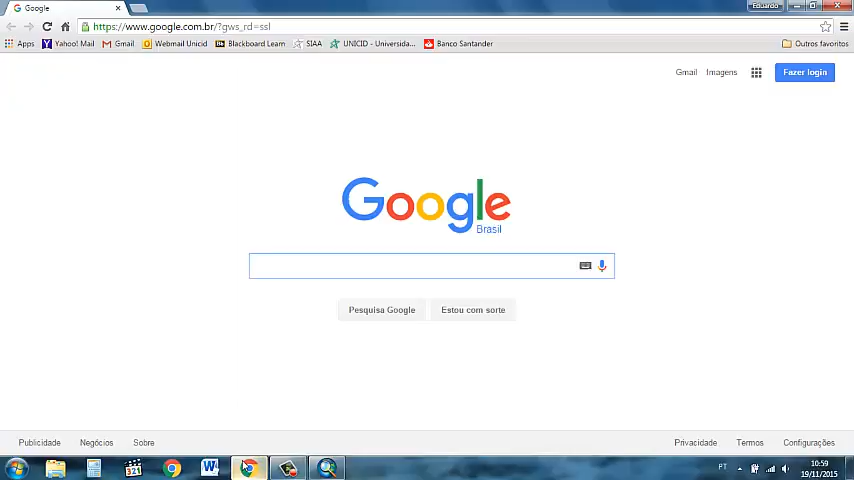 Google
Eduardo
https://www.google.com.br/?gws_rd=ssl
Apps Yahoo! Mail Gmail Webmail Unicid Blackboard Learn SIAA UNICID - Universida... Banco Santander Outros favoritos
Gmail Imagens Fazer login
Google
Brasil
Pesquisa Google Estou com sorte
Publicidade Negócios Sobre Privacidade Termos Configurações
321
W
PT 10:59
19/11/2015